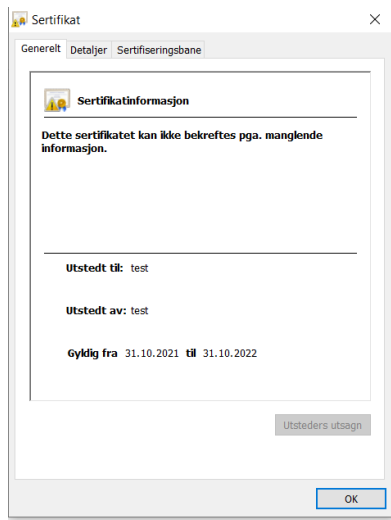 Sertifikat
Generelt Detaljer Sertifiseringsbane
Sertifikatinformasjon
Dette sertifikatet kan ikke bekreftes pga. manglende
informasjon.
Utstedt til: test
Utstedt av: test
Gyldig fra 31.10.2021 til 31.10.2022
Utsteders utsagn
OK